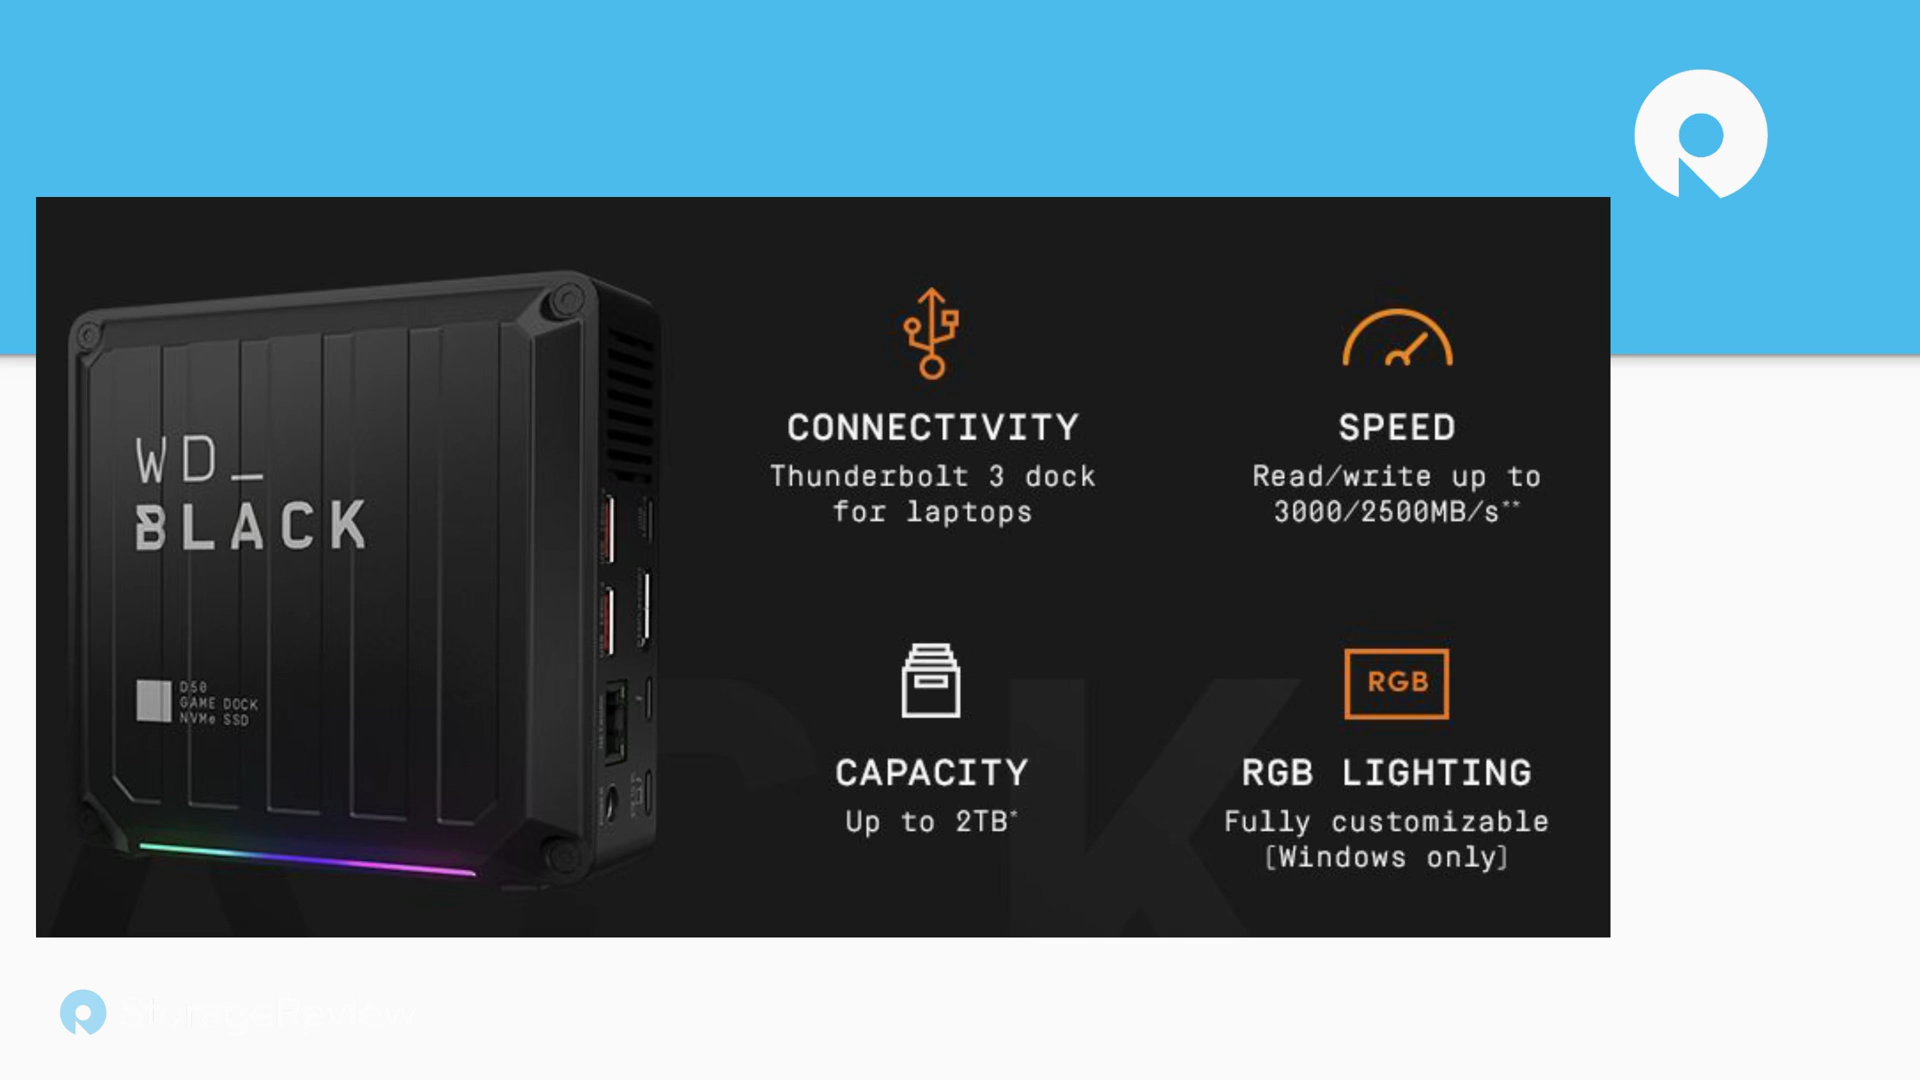 WD_
BLACK
D50
GAME DOCK
NVMe SSD
CONNECTIVITY
Thunderbolt 3 dock
for laptops
SPEED
Read/write up to
3000/2500MB/s**
CAPACITY
Up to 2TB*
RGB
RGB LIGHTING
Fully customizable
[Windows only]
StorageReview